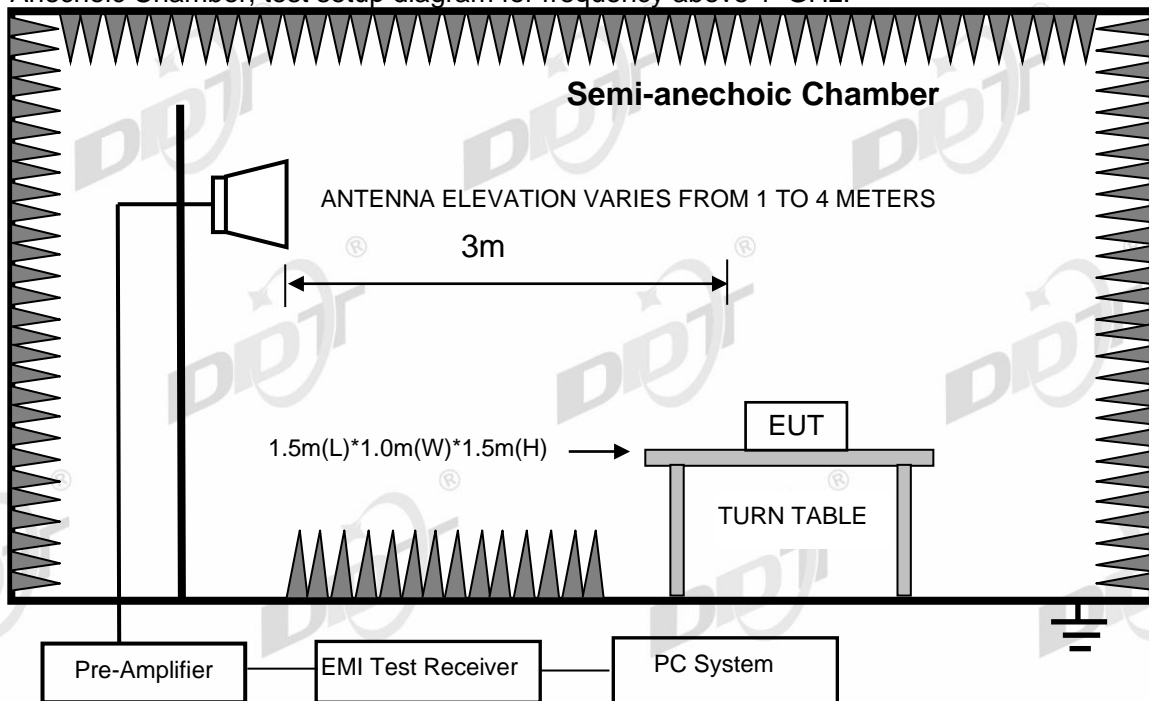 Anechoic Chamber, test setup diagram for frequency above 1 GHz:
Semi-anechoic Chamber
ANTENNA ELEVATION VARIES FROM 1 TO 4 METERS
3m
EUT
1.5m(L)*1.0m(W)*1.5m(H)
TURN TABLE
Pre-Amplifier
EMI Test Receiver
PC System
DDT
®